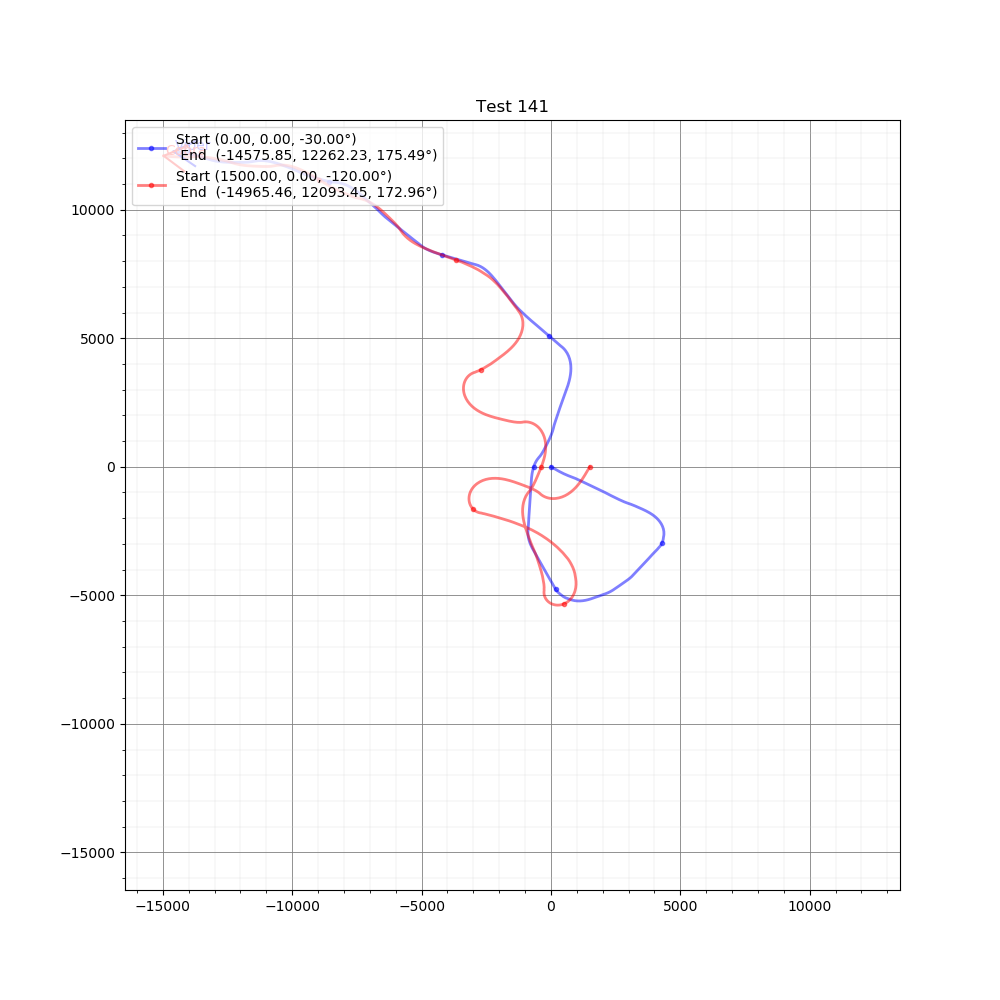 Test 141
Start (0.00, 0.00, -30.00°)
End  (-14575.85, 12262.23, 175.49°)
Start (1500.00, 0.00, -120.00°)
End  (-14965.46, 12093.45, 172.96°)
10000
5000
0
−5000
−10000
−15000
−15000
−10000
−5000
0
5000
10000